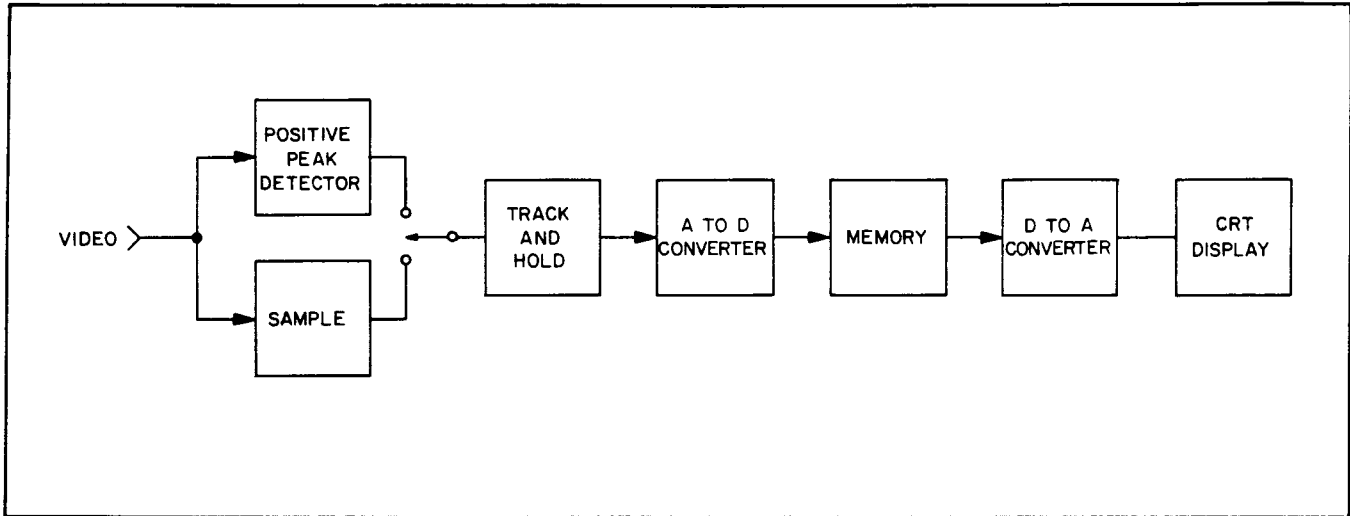 VIDEO
POSITIVE
PEAK
DETECTOR
SAMPLE
TRACK
AND
HOLD
A TO D
CONVERTER
MEMORY
D TO A
CONVERTER
CRT
DISPLAY